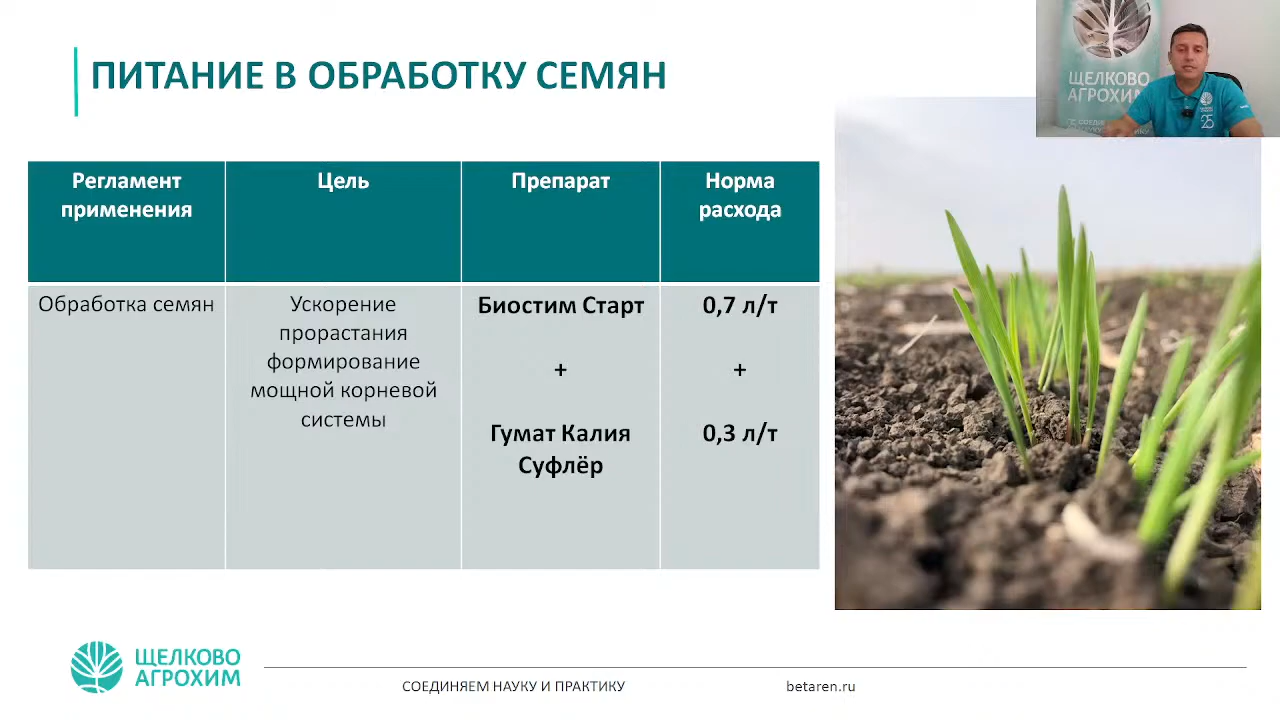 ПИТАНИЕ В ОБРАБОТКУ СЕМЯН
ЩЕЛКОВО
АГРОХИМ
25
Регламент
применения
Цель
Препарат
Норма
расхода
Обработка семян
Ускорение
прорастания
формирование
мощной корневой
системы
Биостим Старт
+
Гумат Калия
Суфлёр
0,7 л/т
+
0,3 л/т
ЩЕЛКОВО
АГРОХИМ
СОЕДИНЯЕМ НАУКУ И ПРАКТИКУ
betaren.ru